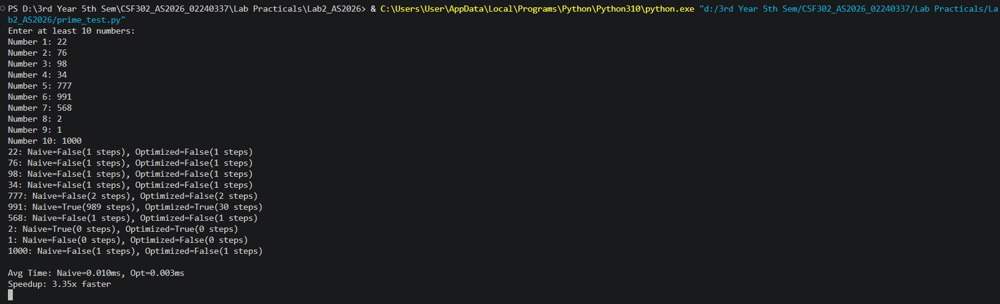 PS D:\3rd Year 5th Sem\CSF302_AS2026_02240337\Lab Practicals\Lab2_AS2026> & C:\Users\User\AppData\Local\Programs\Python\Python310\python.exe "d:/3rd Year 5th Sem/CSF302_AS2026_02240337/Lab Practicals/La
b2_AS2026/prime_test.py"
Enter at least 10 numbers:
Number 1: 22
Number 2: 76
Number 3: 98
Number 4: 34
Number 5: 777
Number 6: 991
Number 7: 568
Number 8: 2
Number 9: 1
Number 10: 1000
22: Naive=False(1 steps), Optimized=False(1 steps)
76: Naive=False(1 steps), Optimized=False(1 steps)
98: Naive=False(1 steps), Optimized=False(1 steps)
34: Naive=False(1 steps), Optimized=False(1 steps)
777: Naive=False(2 steps), Optimized=False(2 steps)
991: Naive=True(989 steps), Optimized=True(30 steps)
568: Naive=False(1 steps), Optimized=False(1 steps)
2: Naive=True(0 steps), Optimized=True(0 steps)
1: Naive=False(0 steps), Optimized=False(0 steps)
1000: Naive=False(1 steps), Optimized=False(1 steps)
Avg Time: Naive=0.010ms, Opt=0.003ms
Speedup: 3.35x faster